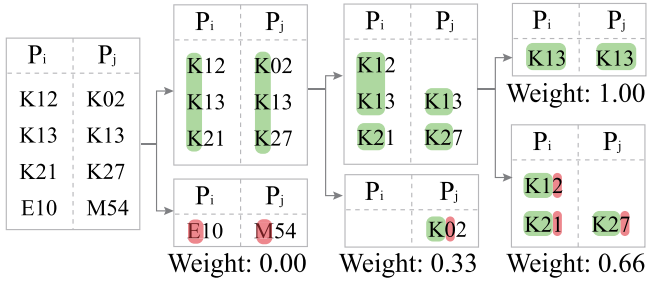 Pi Pj
K12 K02
K13 K13
K21 K27
E10 M54
Pi Pj
K12 K02
K13 K13
K21 K27
Pi Pj
E10 M54
Weight: 0.00
Pi Pj
K12
K13 K13
K21 K27
Pi Pj
K02
Weight: 0.33
Pi Pj
K13 K13
Weight: 1.00
Pi Pj
K12
K21 K27
Weight: 0.66